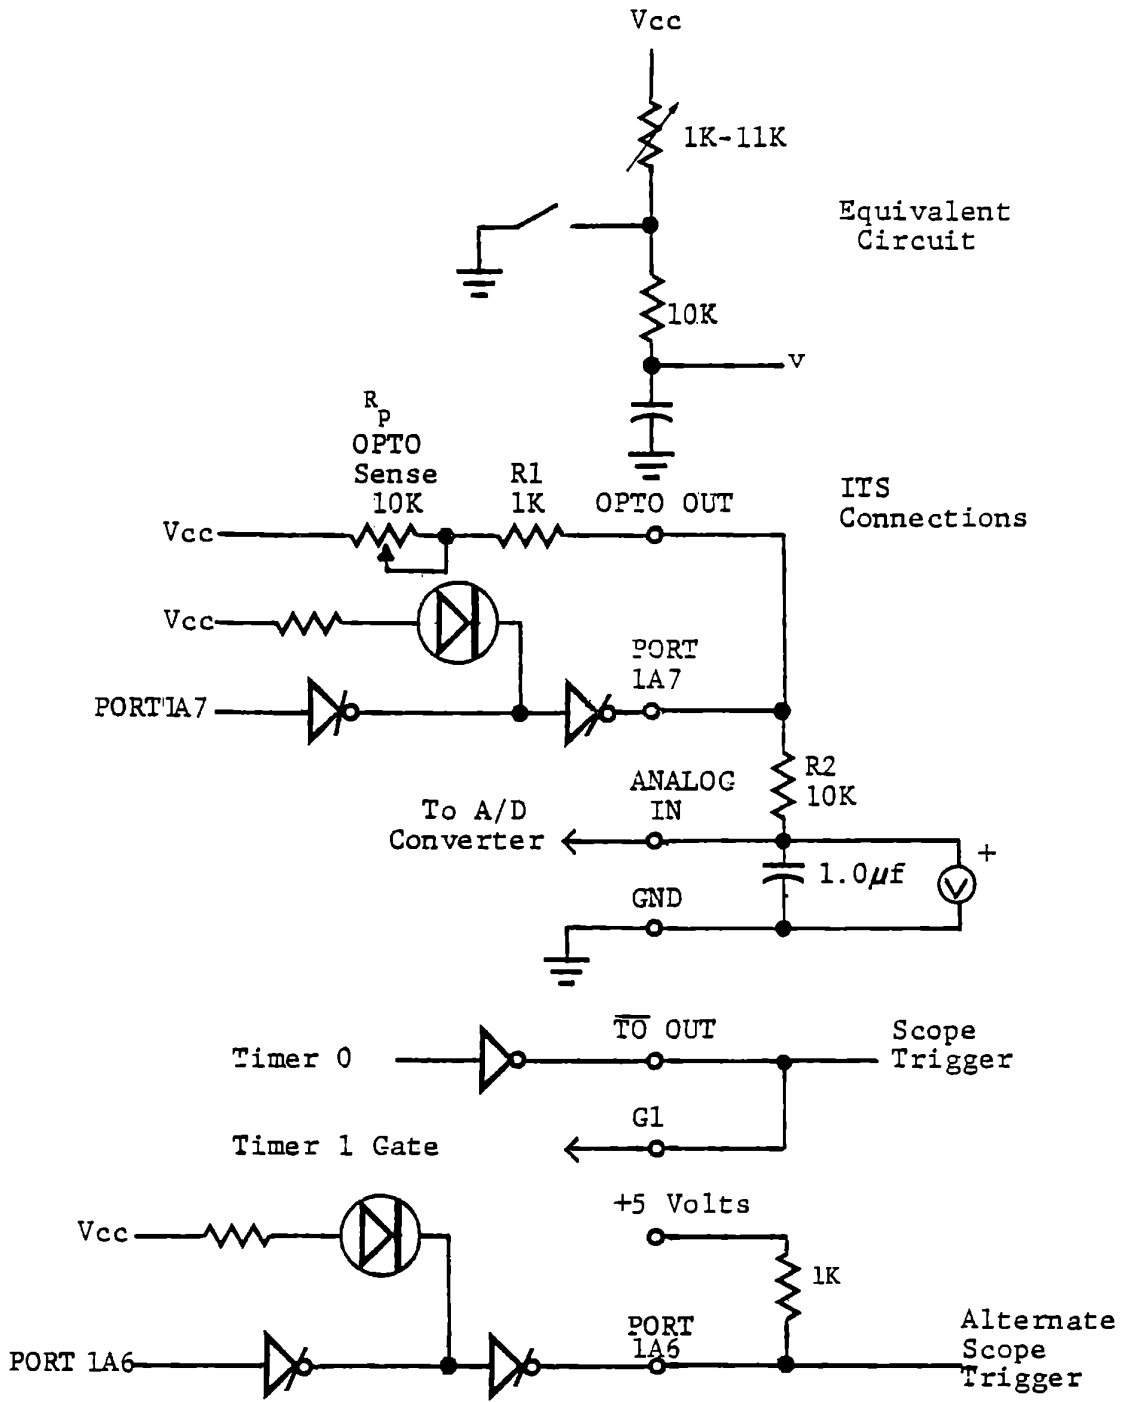 Vcc
1K-11K
Equivalent
Circuit
10K
v
Rp
OPTO
Sense
10K
R1
1K
OPTO OUT
ITS
Connections
Vcc
Vcc
PORT
1A7
PORT 1A7
R2
10K
ANALOG
IN
To A/D
Converter
1.0μf
+
V
GND
Timer 0
T0 OUT
Scope
Trigger
G1
Timer 1 Gate
+5 Volts
Vcc
1K
PORT
1A6
PORT 1A6
Alternate
Scope
Trigger